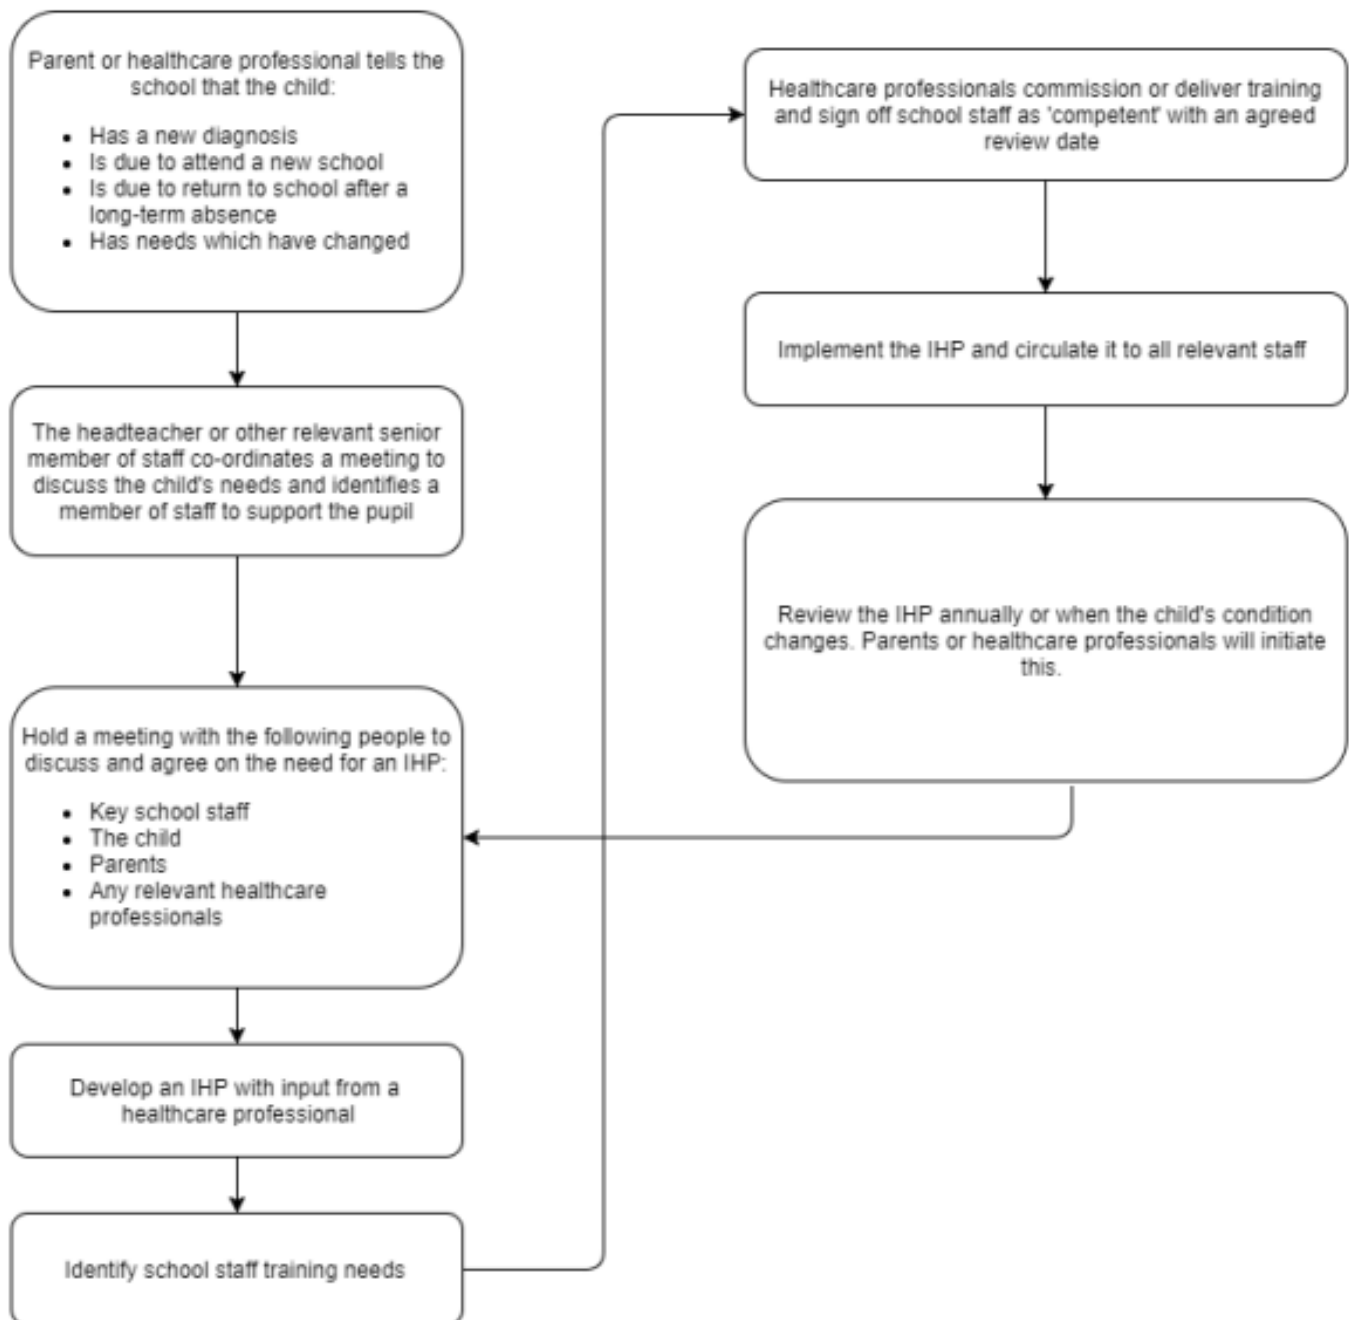 Parent or healthcare professional tells the
school that the child:
• Has a new diagnosis
• Is due to attend a new school
• Is due to return to school after a
long-term absence
• Has needs which have changed
The headteacher or other relevant senior
member of staff co-ordinates a meeting to
discuss the child's needs and identifies a
member of staff to support the pupil
Hold a meeting with the following people to
discuss and agree on the need for an IHP:
• Key school staff
• The child
• Parents
• Any relevant healthcare
professionals
Develop an IHP with input from a
healthcare professional
Identify school staff training needs
Healthcare professionals commission or deliver training
and sign off school staff as 'competent' with an agreed
review date
Implement the IHP and circulate it to all relevant staff
Review the IHP annually or when the child's condition
changes. Parents or healthcare professionals will initiate
this.